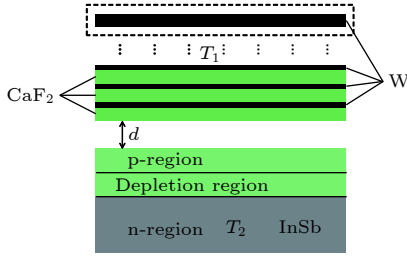 T₁
W
CaF₂
d
p-region
Depletion region
n-region T₂ InSb